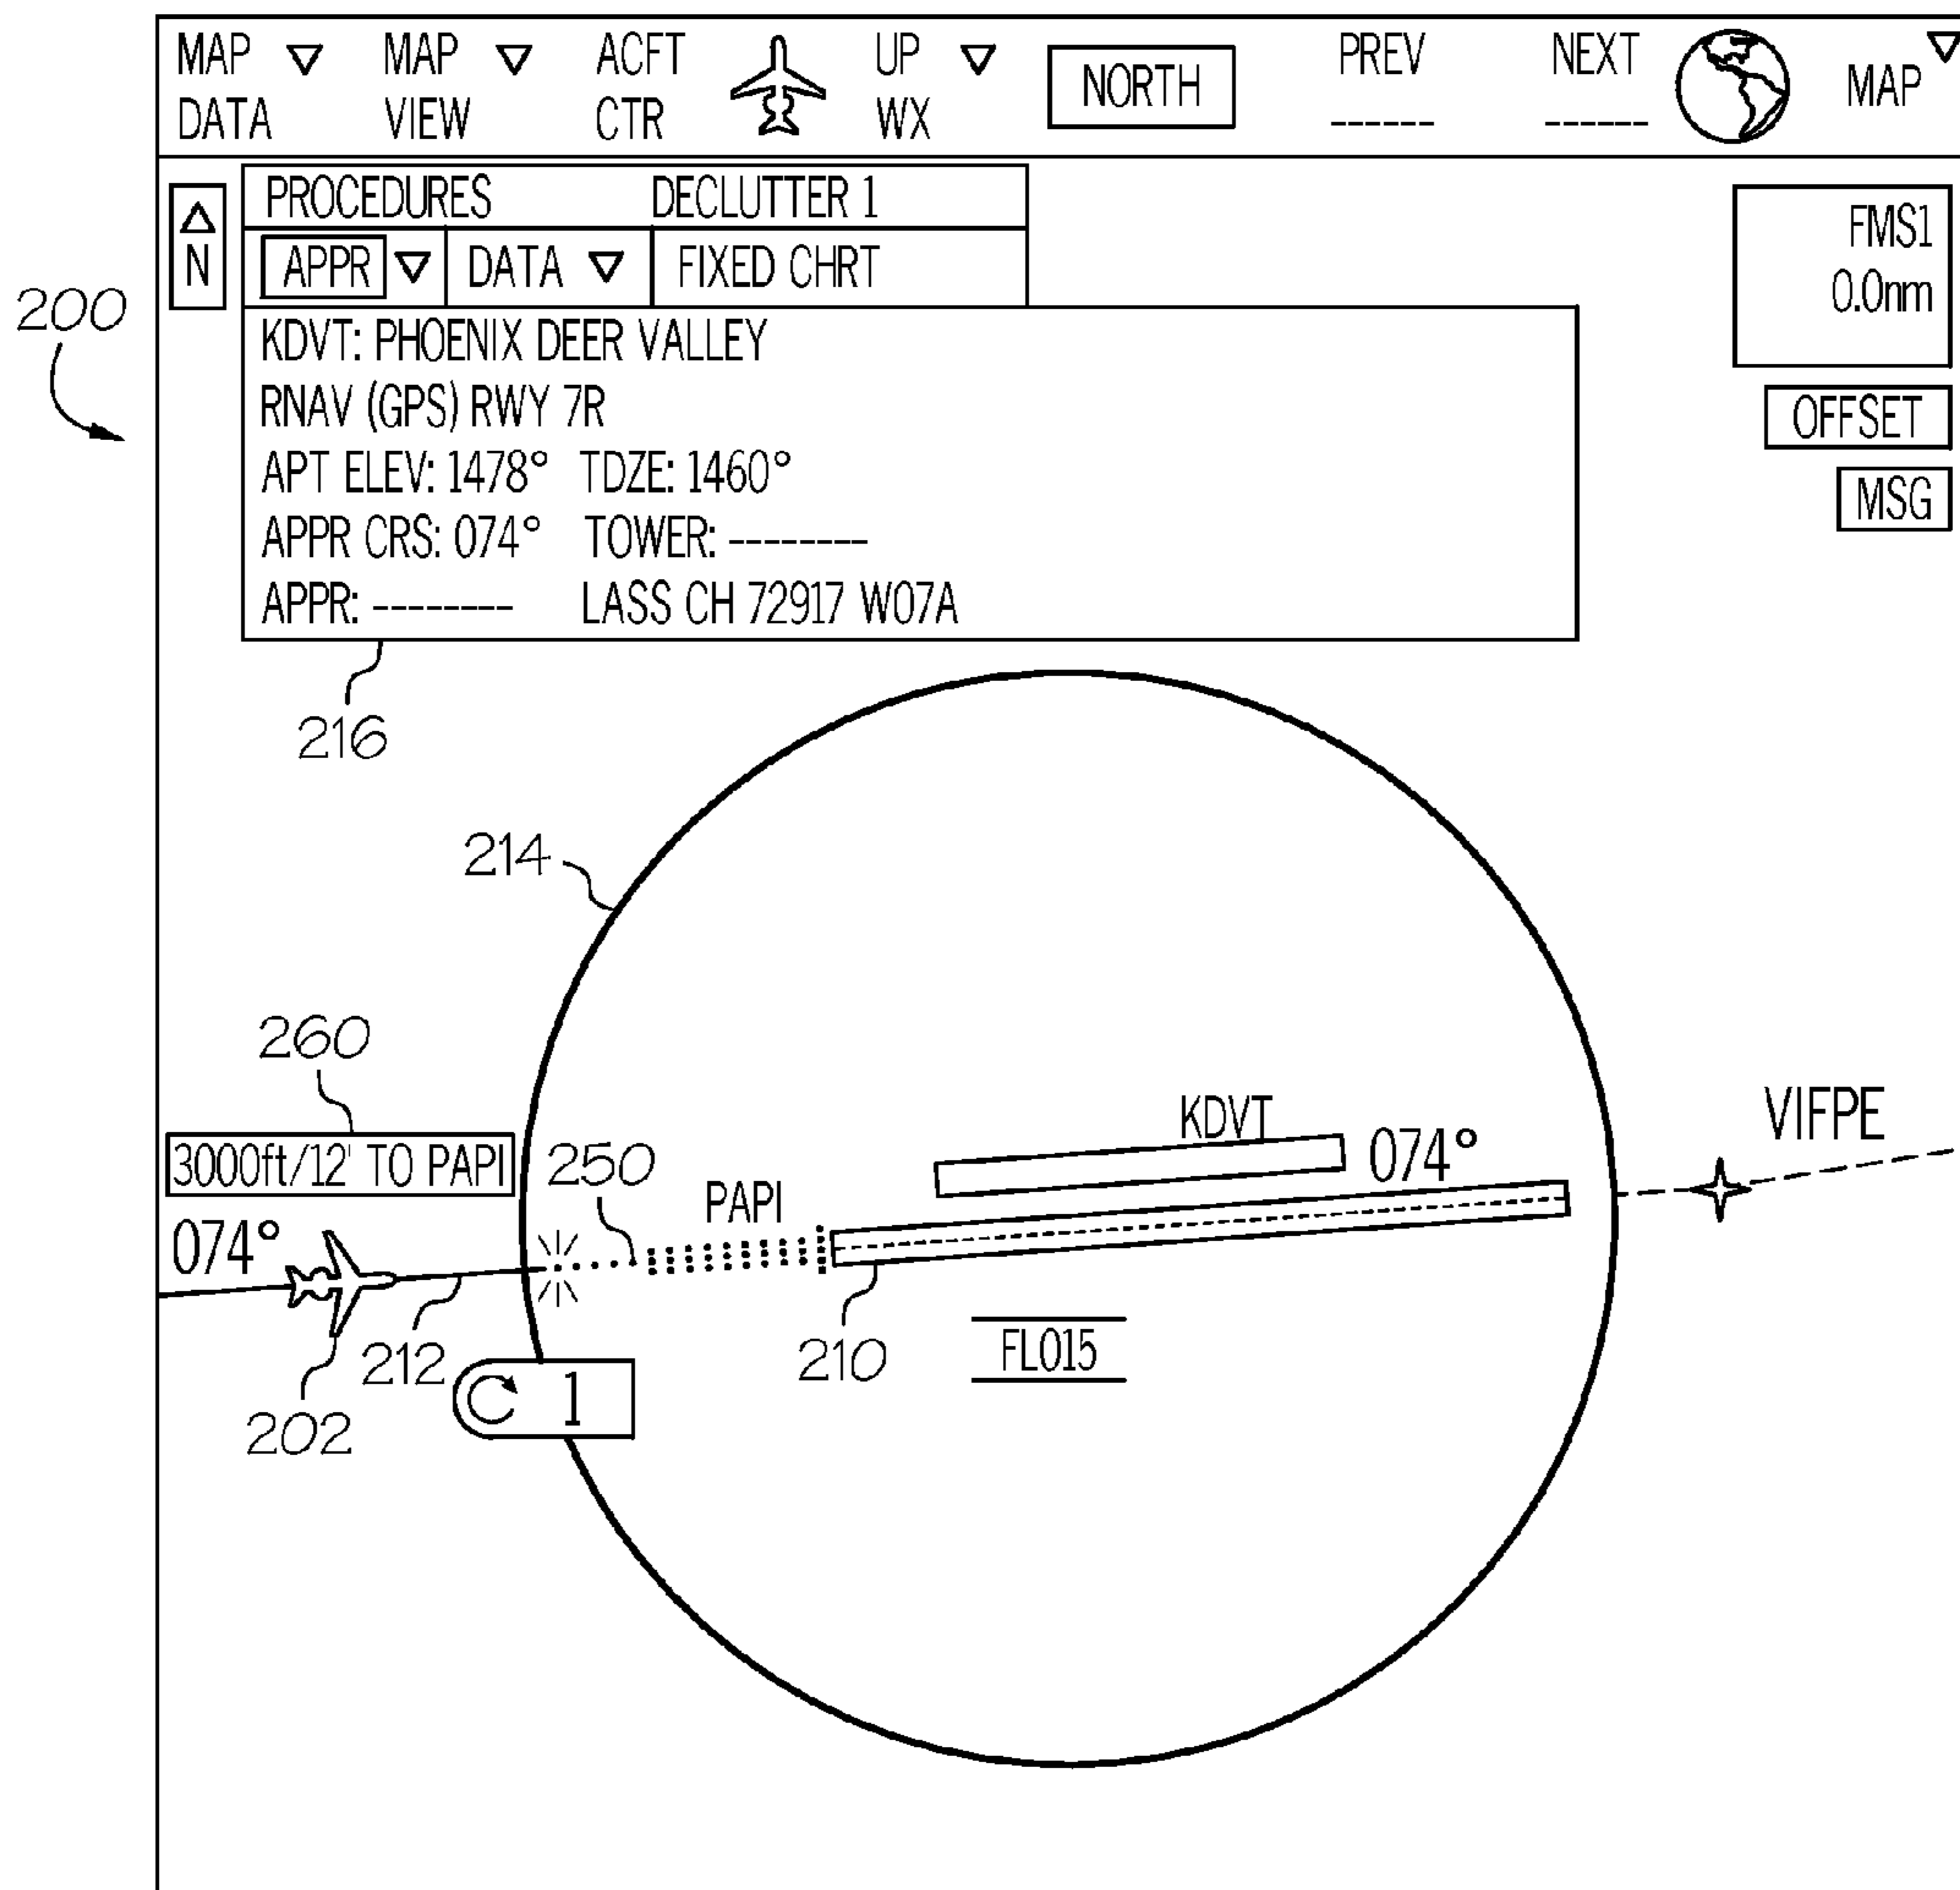 MAP DATA
MAP VIEW
ACFT CTR
UP WX
NORTH
PREV
------
NEXT
------
MAP
N
PROCEDURES DECLUTTER 1
APPR DATA FIXED CHRT
FMS1
0.0nm
OFFSET
MSG
200
KDVT: PHOENIX DEER VALLEY
RNAV (GPS) RWY 7R
APT ELEV: 1478° TDZE: 1460°
APPR CRS: 074° TOWER: --------
APPR: -------- LASS CH 72917 W07A
216
214
260
3000ft/12' TO PAPI
250
KDVT
074°
VIFPE
PAPI
074°
212
210
FL015
202
1